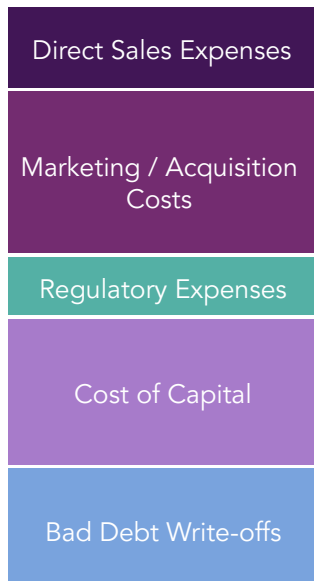 Direct Sales Expenses
Marketing / Acquisition
Costs
Regulatory Expenses
Cost of Capital
Bad Debt Write-offs